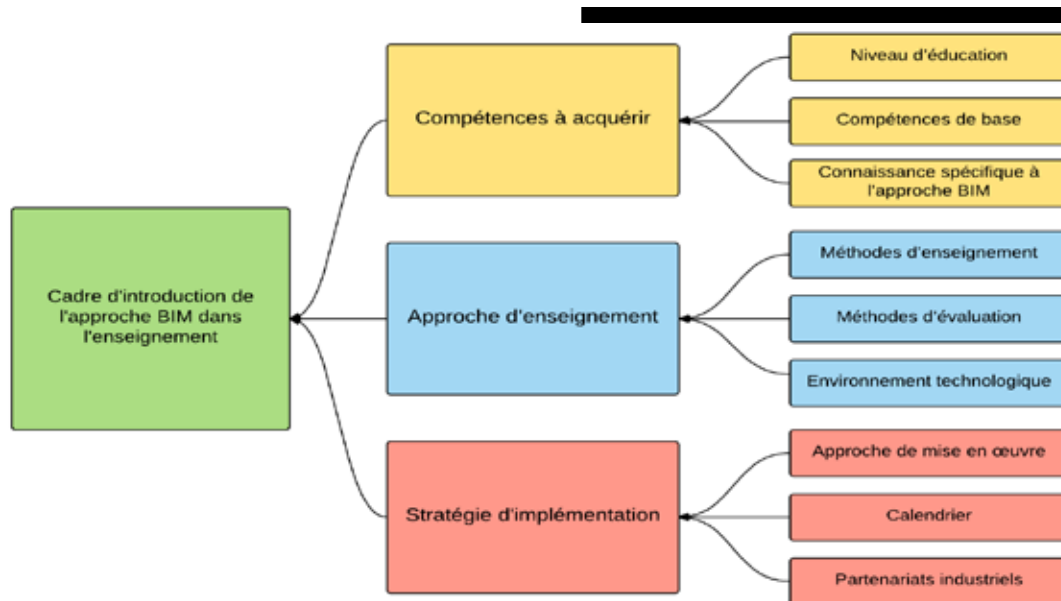 Niveau d'éducation
Compétences à acquérir
Compétences de base
Connaissance spécifique à
l'approche BIM
Cadre d'introduction de
l'approche BIM dans
l'enseignement
Méthodes d'enseignement
Approche d'enseignement
Méthodes d'évaluation
Environnement technologique
Approche de mise en œuvre
Stratégie d'implémentation
Calendrier
Partenariats industriels